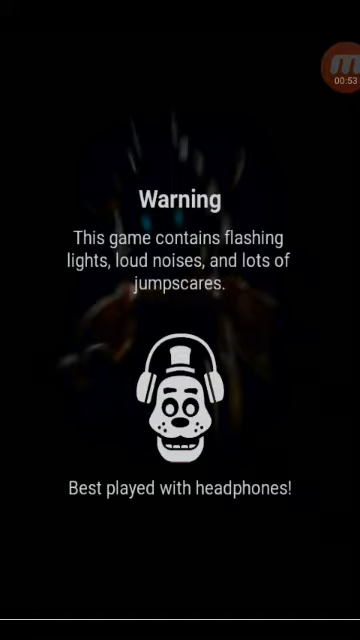 00:53
Warning
This game contains flashing
lights, loud noises, and lots of
jumpscares.
Best played with headphones!